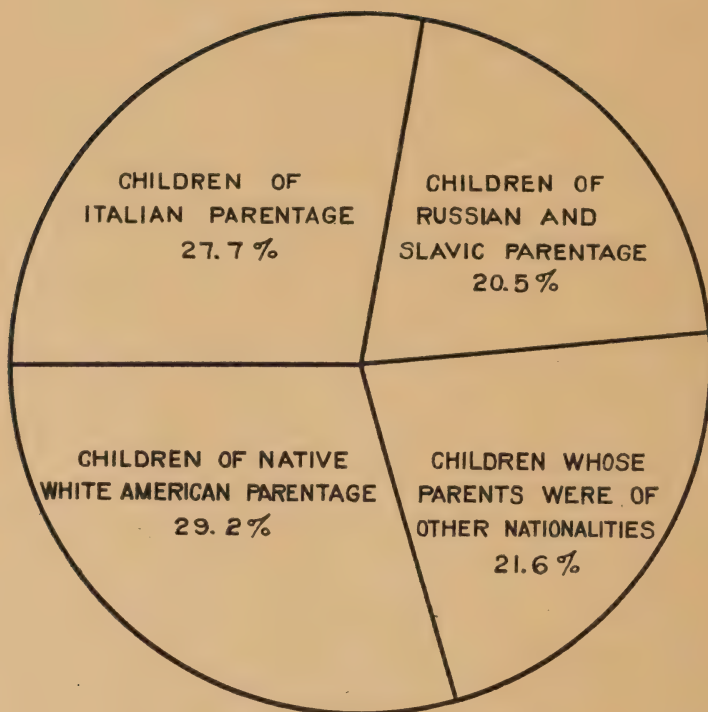 CHILDREN OF
ITALIAN PARENTAGE
27.7%
CHILDREN OF
RUSSIAN AND
SLAVIC PARENTAGE
20.5%
CHILDREN OF NATIVE
WHITE AMERICAN PARENTAGE
29.2%
CHILDREN WHOSE
PARENTS WERE OF
OTHER NATIONALITIES
21.6%